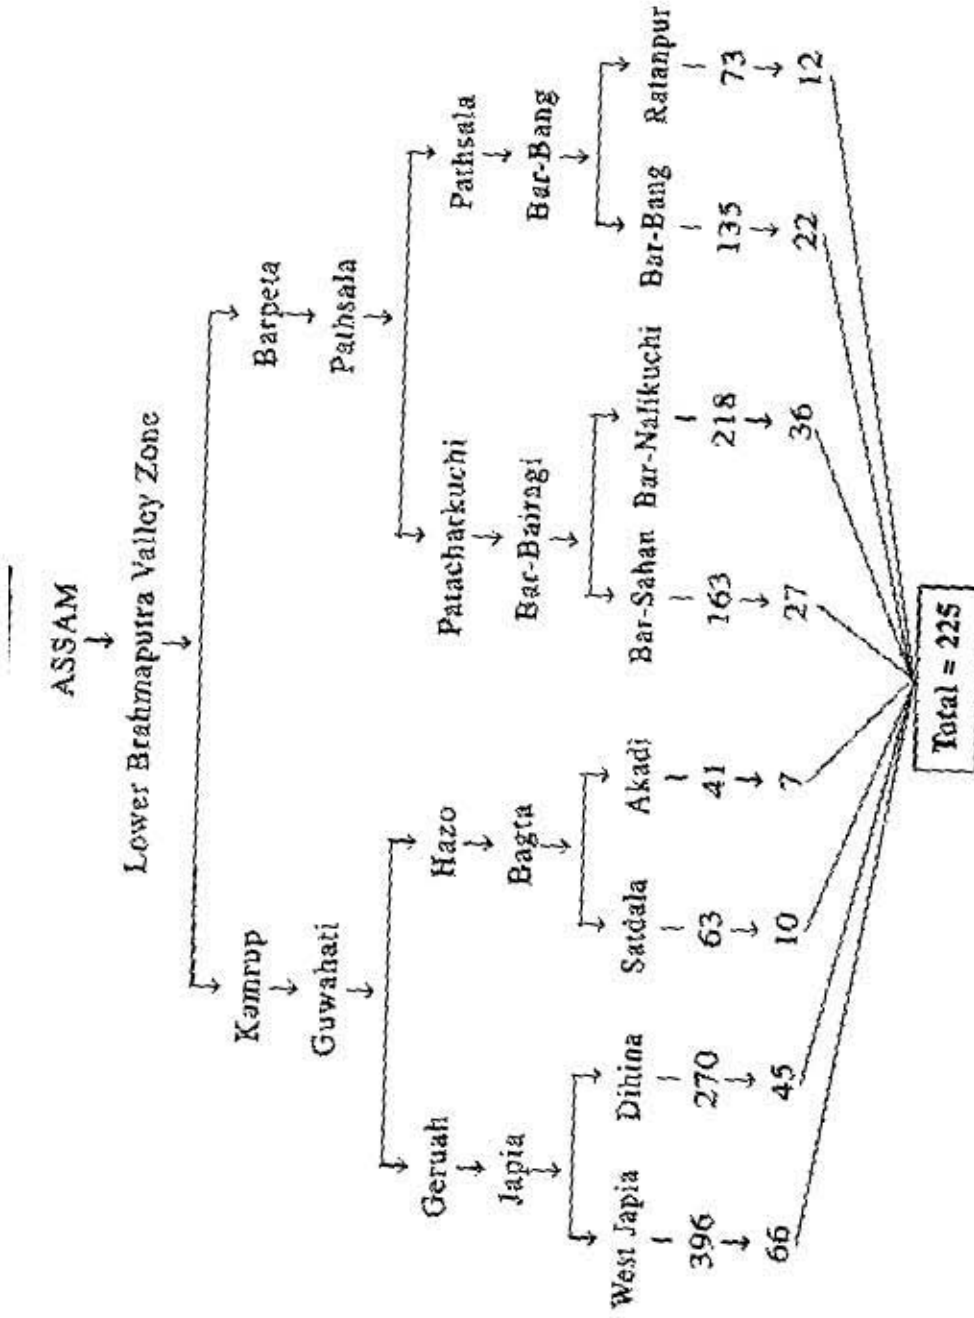 ASSAM
Lower Brahmaputra Valley Zone
Kamrup Barpeta
Guwahati Pathsala
Geruah Hazo Patacharkuchi Pathsala
Japia Bagta Bar-Bairagi Bar-Bang
West Japia Dihina Satdala Akadi Bar-Sahan Bar-Nalikuchi Bar-Bang Ratanpur
396 270 63 41 163 218 135 73
66 45 10 7 27 36 22 12
Total = 225